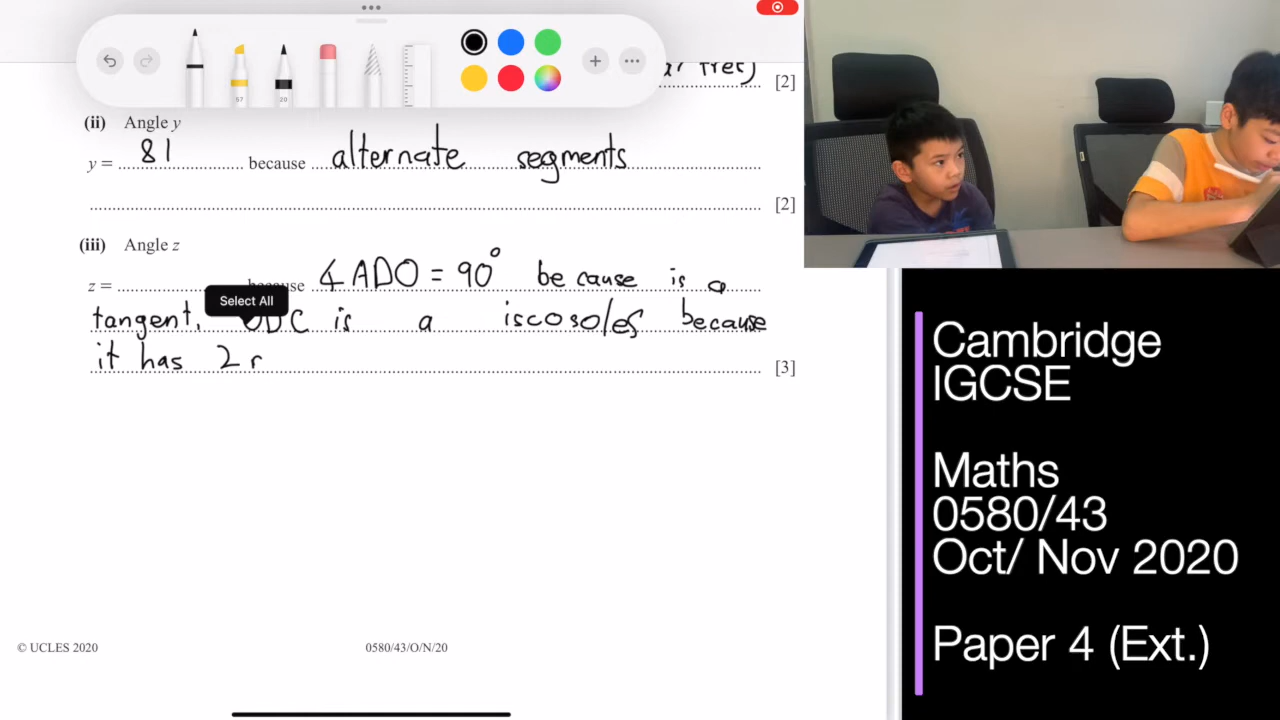 [2]
(ii) Angle y
y = 81 because alternate segments
[2]
(iii) Angle z
z = ∡ADO = 90° be cause is a
Select All
tangent. ODC is a iscosoles because
it has 2 r
[3]
© UCLES 2020
0580/43/O/N/20
57
20
Cambridge
IGCSE
Maths
0580/43
Oct/ Nov 2020
Paper 4 (Ext.)